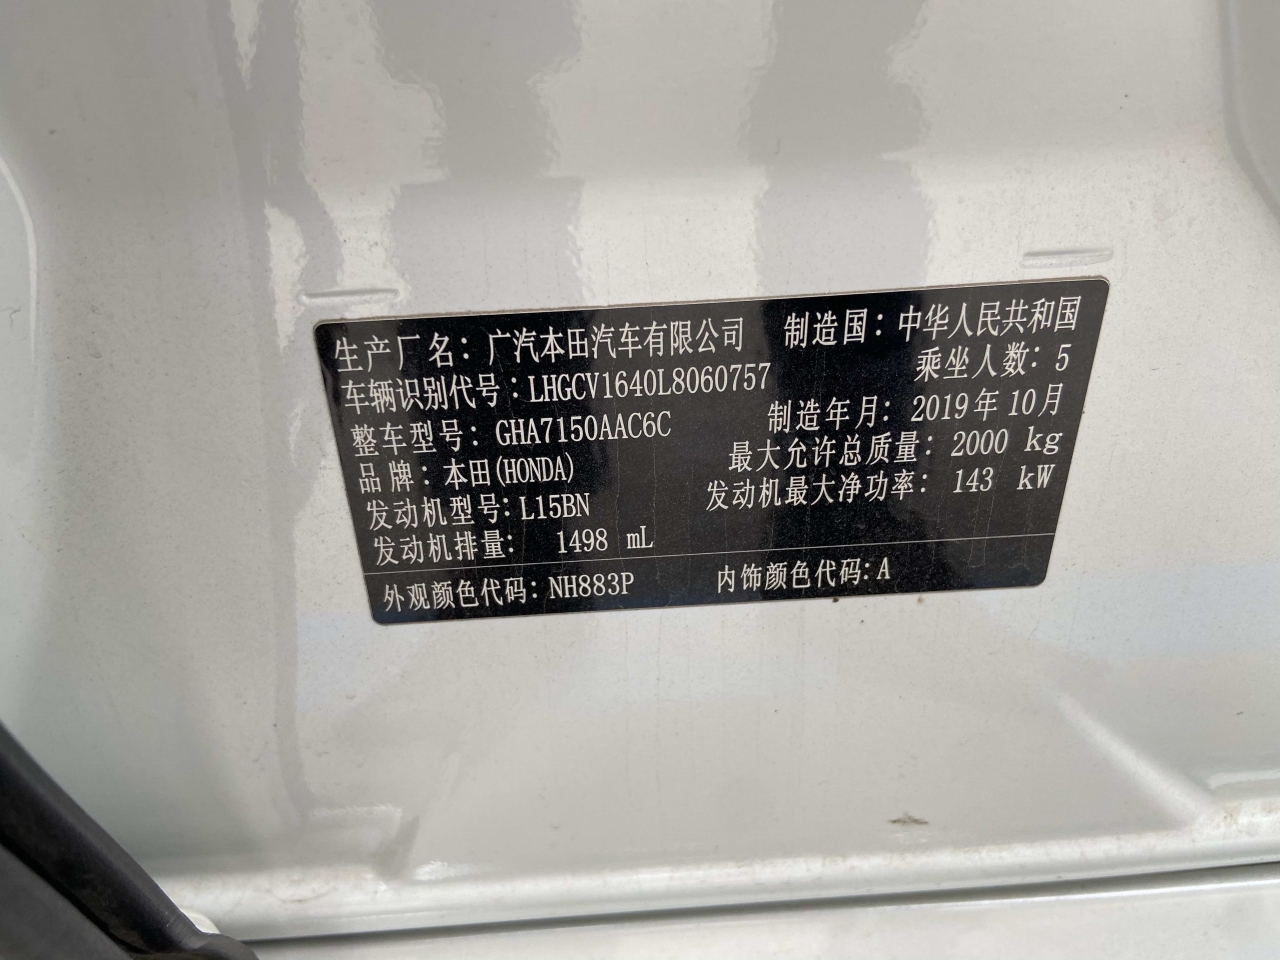 生产厂名：广汽本田汽车有限公司 制造国：中华人民共和国
车辆识别代号：LHGCV1640L8060757 乘坐人数：5
整车型号：GHA7150AAC6C 制造年月：2019年10月
品牌：本田(HONDA) 最大允许总质量：2000 kg
发动机型号：L15BN 发动机最大净功率：143 kW
发动机排量： 1498 mL
外观颜色代码：NH883P 内饰颜色代码：A